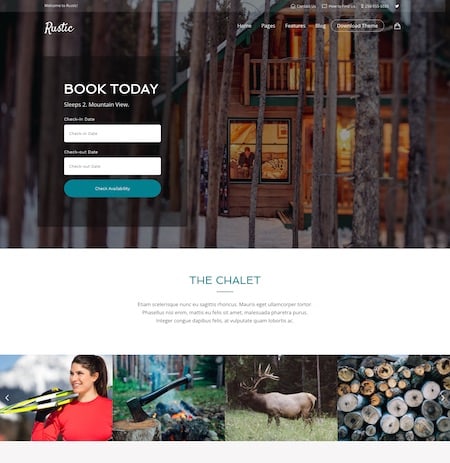 Welcome to Rustic!
Contact Us
How to Find Us
Rustic
Home
Pages
Features
Blog
Download Theme
BOOK TODAY
Sleeps 2. Mountain View.
Check-in Date
Check-in Date
Check-out Date
Check-out Date
Check Availability
THE CHALET
Etiam scelerisque nunc eu sagittis rhoncus. Mauris eget ullamcorper tortor.
Phasellus nisi enim, mattis eu felis sit amet, malesuada pharetra purus.
Integer congue dapibus felis, at vulputate quam lobortis ac.